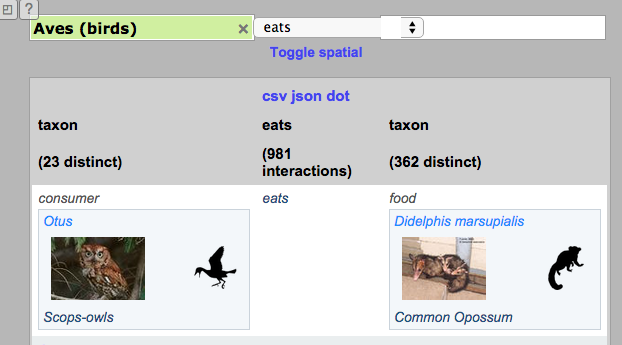 ?
Aves (birds) × eats
Toggle spatial
csv json dot
taxon eats taxon
(23 distinct) (981 interactions) (362 distinct)
consumer eats food
Otus Didelphis marsupialis
Scops-owls Common Opossum